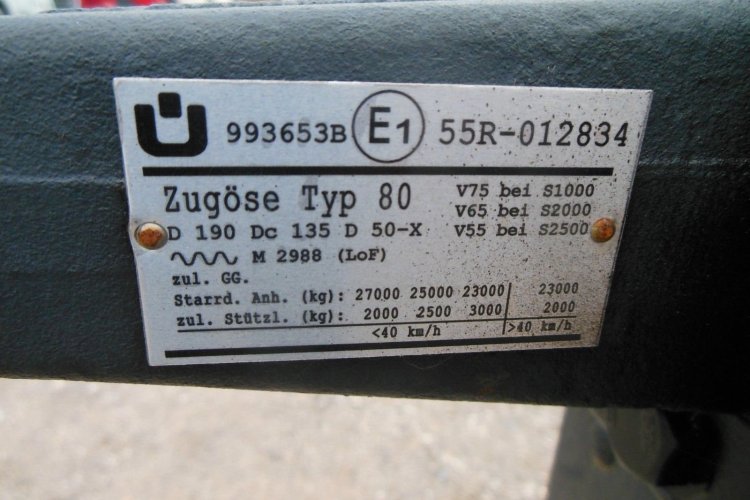 993653B E1 55R-012834
Zugöse Typ 80
V75 bei S1000
V65 bei S2000
V55 bei S2500
D 190 Dc 135 D 50-X
M 2988 (LoF)
zul. GG.
Starrd. Anh. (kg): 27000 25000 23000 23000
zul. Stützl. (kg): 2000 2500 3000 2000
<40 km/h >40 km/h